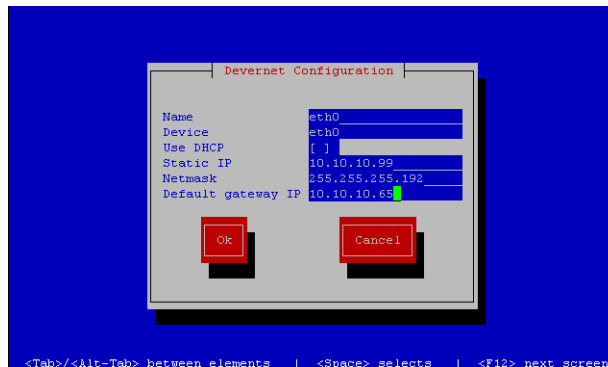 Devernet Configuration
Name eth0
Device eth0
Use DHCP [ ]
Static IP 10.10.10.99
Netmask 255.255.255.192
Default gateway IP 10.10.10.65
Ok Cancel
<Tab>/<Alt-Tab> between elements | <Space> selects | <F12> next screen